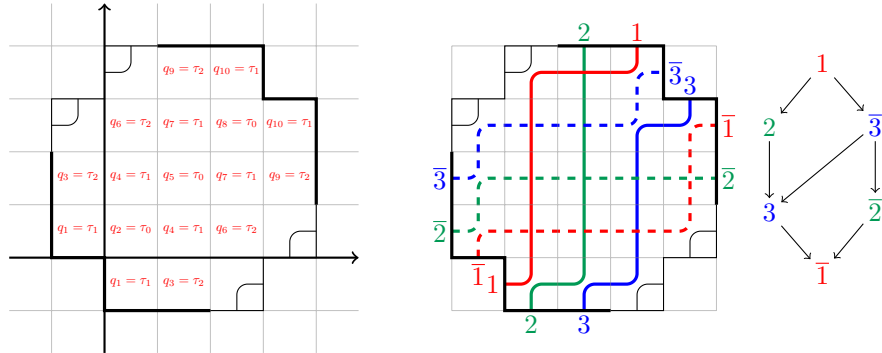 q₉ = τ₂ q₁₀ = τ₁
q₆ = τ₂ q₇ = τ₁ q₈ = τ₀ q₁₀ = τ₁
q₃ = τ₂ q₄ = τ₁ q₅ = τ₀ q₇ = τ₁ q₉ = τ₂
q₁ = τ₁ q₂ = τ₀ q₄ = τ₁ q₆ = τ₂
q₁ = τ₁ q₃ = τ₂
2 1
3̅ 3
1̅
3̅ 2̅
2̅
1̅ 1
2 3
1
2 3̅
3 2̅
1̅